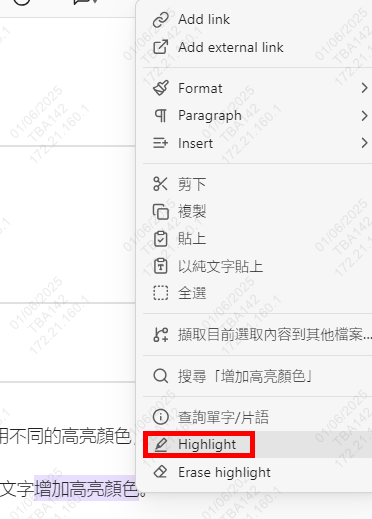 Add link
Add external link
Format
Paragraph
Insert
剪下
複製
貼上
以純文字貼上
全選
擷取目前選取內容到其他檔案...
搜尋「增加高亮顏色」
查詢單字/片語
用不同的高亮顏色
Highlight
Erase highlight
文字增加高亮顏色。
01/08/2025
TBA142
172.21.160.1